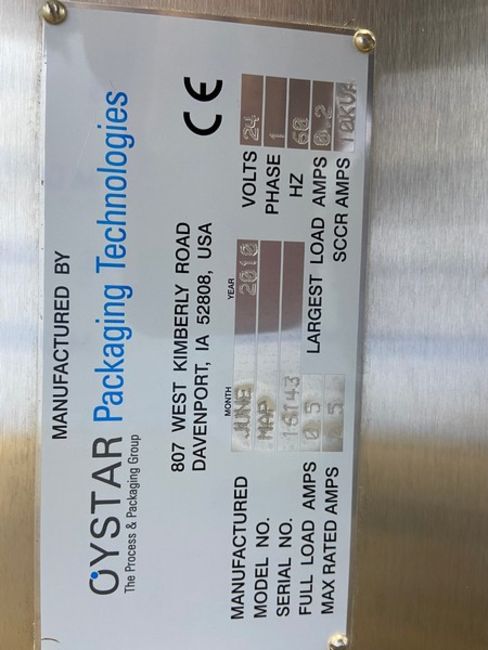 MANUFACTURED BY
OYSTAR Packaging Technologies
The Process & Packaging Group
807 WEST KIMBERLY ROAD
DAVENPORT, IA 52808, USA
CE
MONTH YEAR
MANUFACTURED JUNE 2010 VOLTS 24
MODEL NO. MAP PHASE 1
SERIAL NO. 16143 HZ 60
FULL LOAD AMPS 0.5 LARGEST LOAD AMPS 0.2
MAX RATED AMPS SCCR AMPS 10KVA